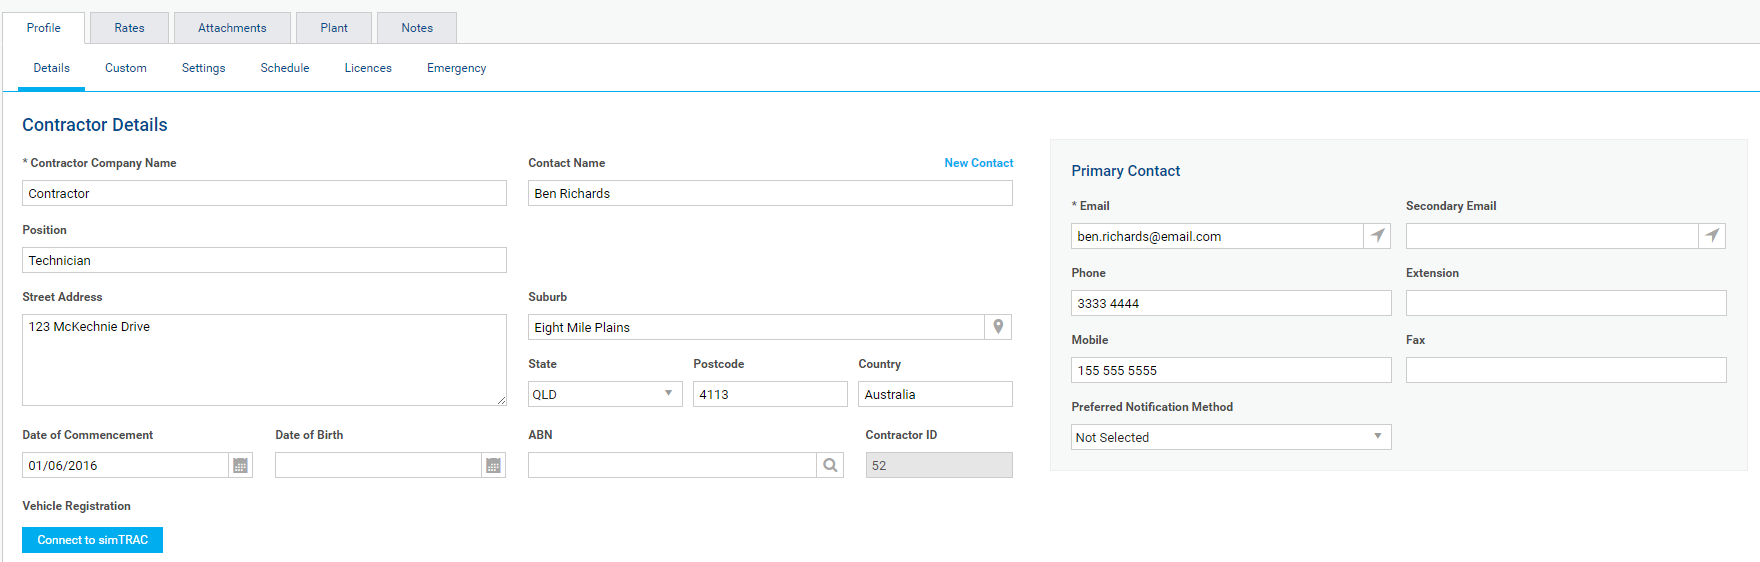 Profile
Rates
Attachments
Plant
Notes
Details
Custom
Settings
Schedule
Licences
Emergency
Contractor Details
* Contractor Company Name
Contractor
Contact Name
New Contact
Ben Richards
Position
Technician
Street Address
123 McKechnie Drive
Suburb
Eight Mile Plains
State
QLD
Postcode
4113
Country
Australia
Date of Commencement
01/06/2016
Date of Birth
ABN
Contractor ID
52
Vehicle Registration
Connect to simTRAC
Primary Contact
* Email
ben.richards@email.com
Secondary Email
Phone
3333 4444
Extension
Mobile
155 555 5555
Fax
Preferred Notification Method
Not Selected